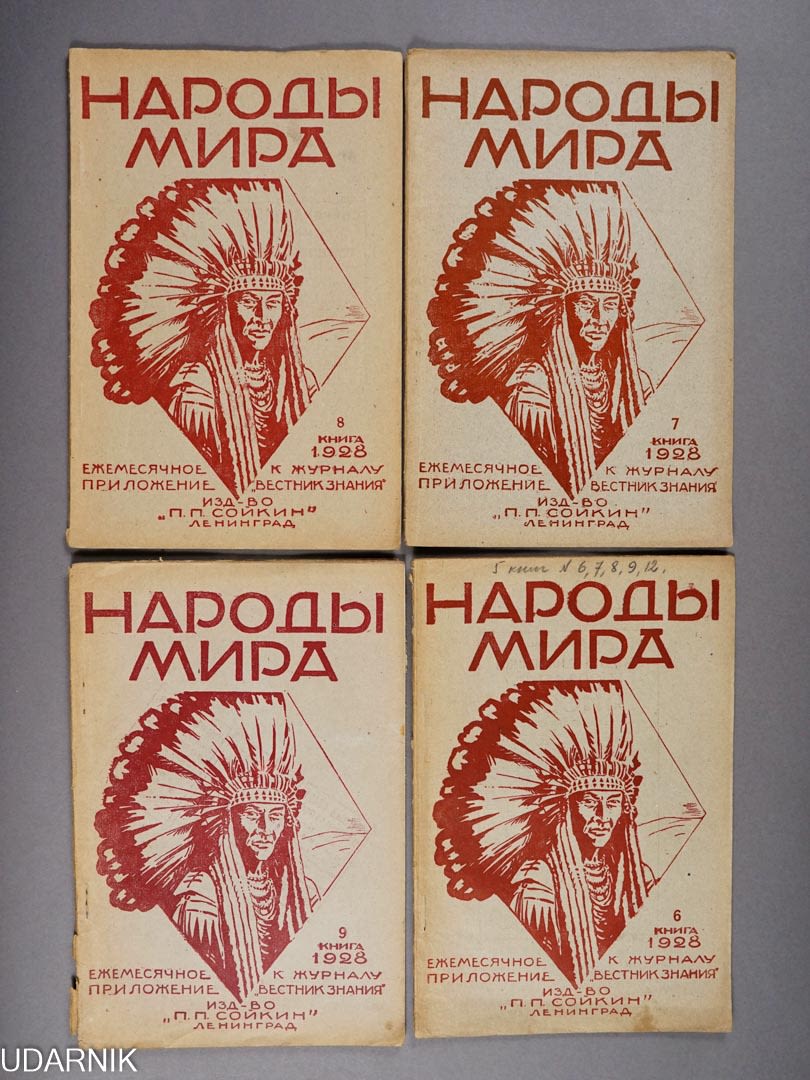 НАРОДЫ
МИРА
8
КНИГА
1928
ЕЖЕМЕСЯЧНОЕ К ЖУРНАЛУ
ПРИЛОЖЕНИЕ „ВЕСТНИК ЗНАНИЯ"
ИЗД-ВО
„П.П. СОЙКИН"
ЛЕНИНГРАД
НАРОДЫ
МИРА
7
КНИГА
1928
ЕЖЕМЕСЯЧНОЕ К ЖУРНАЛУ
ПРИЛОЖЕНИЕ „ВЕСТНИК ЗНАНИЯ"
ИЗД-ВО
„П.П. СОЙКИН"
ЛЕНИНГРАД
НАРОДЫ
МИРА
9
КНИГА
1928
ЕЖЕМЕСЯЧНОЕ К ЖУРНАЛУ
ПРИЛОЖЕНИЕ „ВЕСТНИК ЗНАНИЯ"
ИЗД-ВО
„П.П. СОЙКИН"
ЛЕНИНГРАД
5 книг N 6, 7, 8, 9, 12.
НАРОДЫ
МИРА
6
КНИГА
1928
ЕЖЕМЕСЯЧНОЕ К ЖУРНАЛУ
ПРИЛОЖЕНИЕ „ВЕСТНИК ЗНАНИЯ"
ИЗД-ВО
„П.П. СОЙКИН"
ЛЕНИНГРАД
UDARNIK